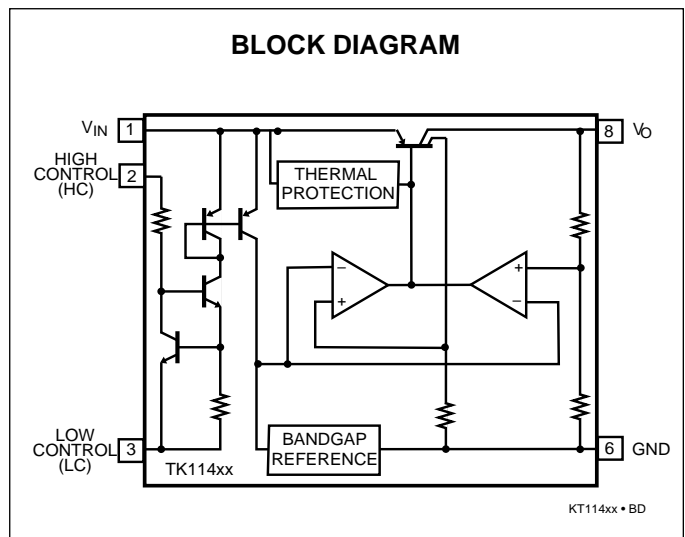 BLOCK DIAGRAM
VIN
1
8
VO
HIGH
CONTROL
(HC)
2
THERMAL
PROTECTION
−
+
+
−
LOW
CONTROL
(LC)
3
TK114xx
BANDGAP
REFERENCE
6
GND
KT114xx • BD